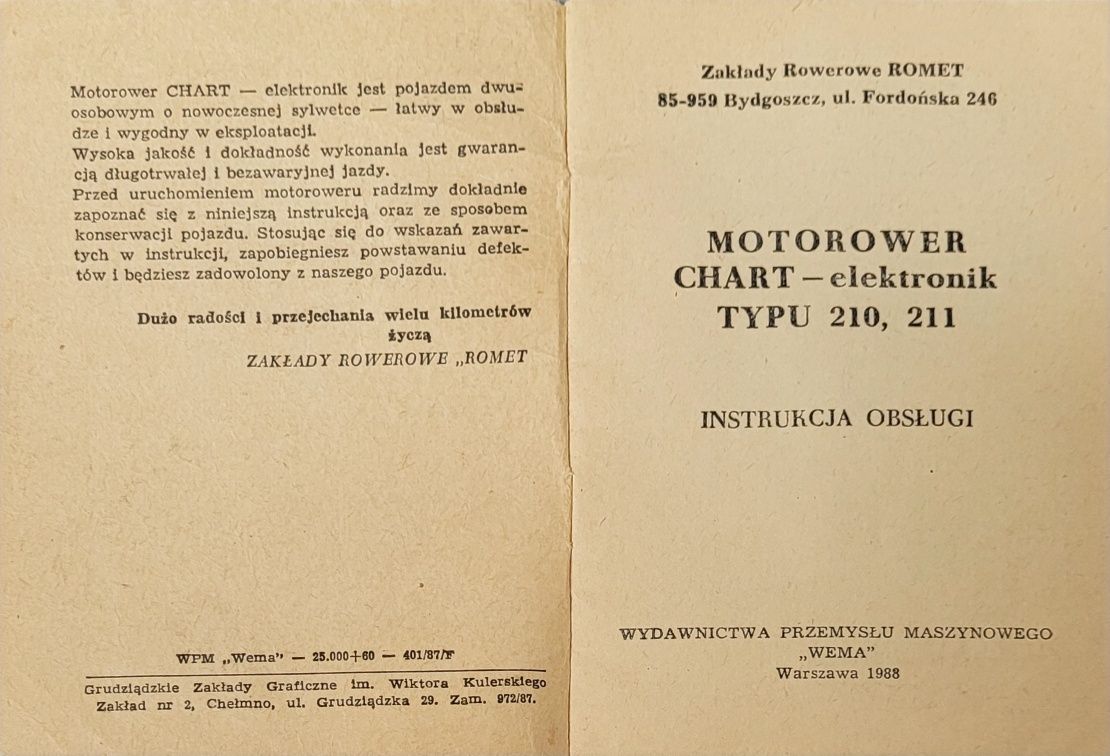 Motorower CHART — elektronik jest pojazdem dwu-
osobowym o nowoczesnej sylwetce — łatwy w obsłu-
dze i wygodny w eksploatacji.
Wysoka jakość i dokładność wykonania jest gwaran-
cją długotrwałej i bezawaryjnej jazdy.
Przed uruchomieniem motoroweru radzimy dokładnie
zapoznać się z niniejszą instrukcją oraz ze sposobem
konserwacji pojazdu. Stosując się do wskazań zawar-
tych w instrukcji, zapobiegniesz powstawaniu defek-
tów i będziesz zadowolony z naszego pojazdu.
Dużo radości i przejechania wielu kilometrów
życzą
ZAKŁADY ROWEROWE „ROMET
WPM „Wema” — 25.000+60 — 401/87/F
Grudziądzkie Zakłady Graficzne im. Wiktora Kulerskiego
Zakład nr 2, Chełmno, ul. Grudziądzka 29. Zam. 972/87.
Zakłady Rowerowe ROMET
85-959 Bydgoszcz, ul. Fordońska 246
MOTOROWER
CHART – elektronik
TYPU 210, 211
INSTRUKCJA OBSŁUGI
WYDAWNICTWA PRZEMYSŁU MASZYNOWEGO
„WEMA”
Warszawa 1988